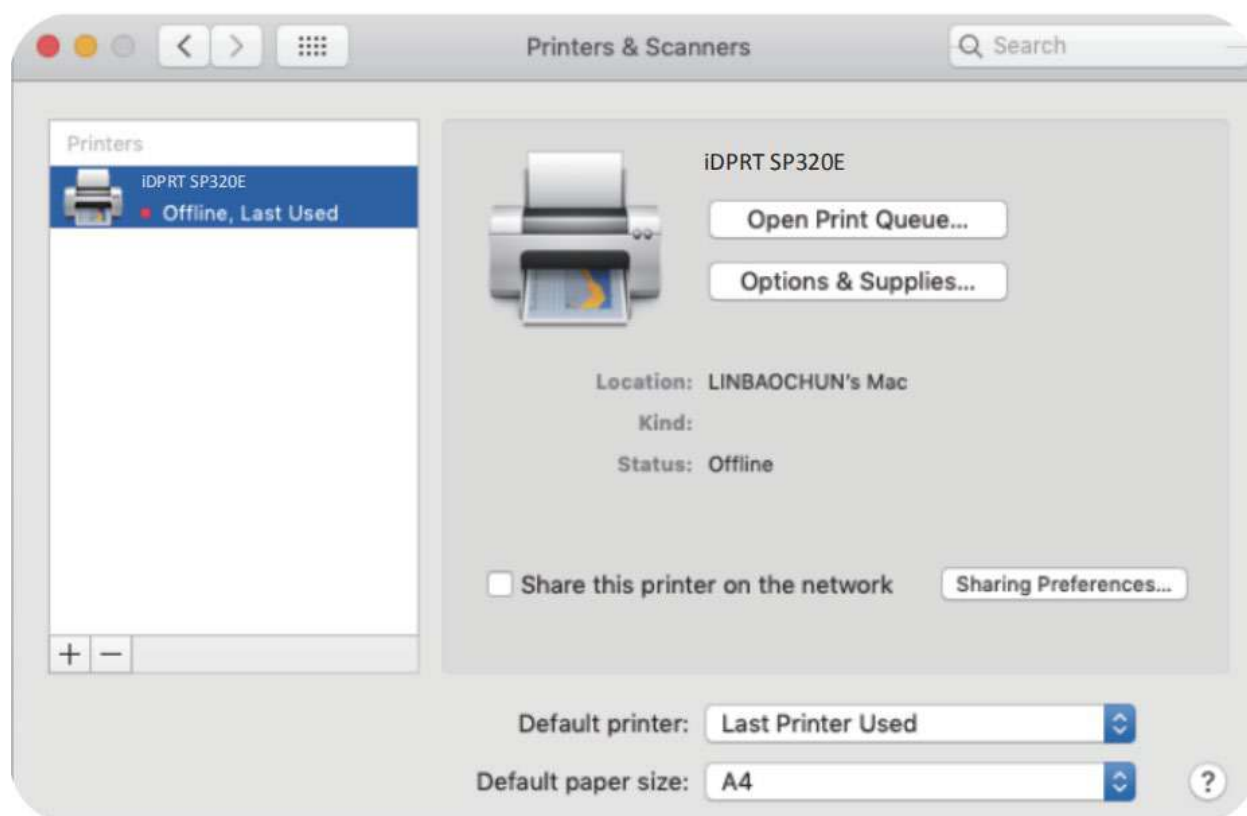 Printers & Scanners
Search
Printers
iDPRT SP320E
Offline, Last Used
iDPRT SP320E
Open Print Queue...
Options & Supplies...
Location: LINBAOCHUN's Mac
Kind:
Status: Offline
Share this printer on the network
Sharing Preferences...
Default printer: Last Printer Used
Default paper size: A4
?